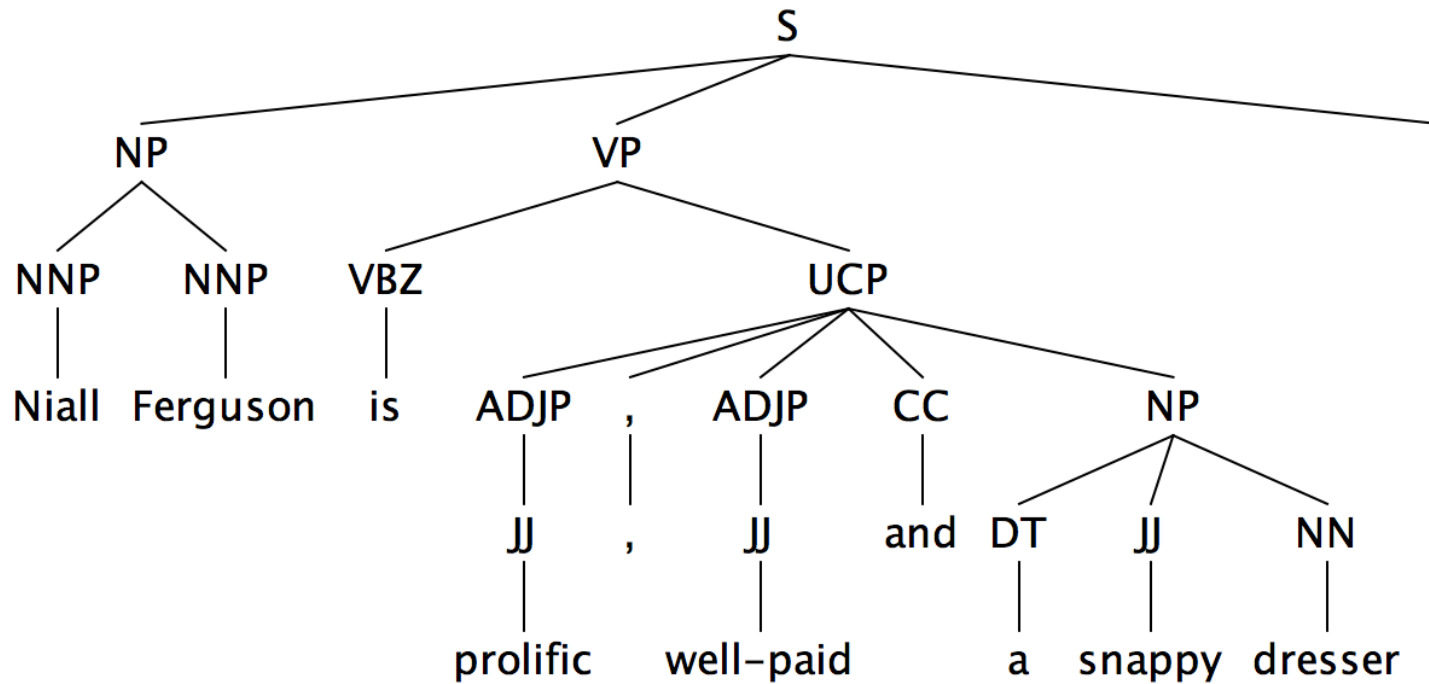 S
NP VP
NNP NNP VBZ UCP
Niall Ferguson is ADJP , ADJP CC NP
JJ , JJ and DT JJ NN
prolific well-paid a snappy dresser